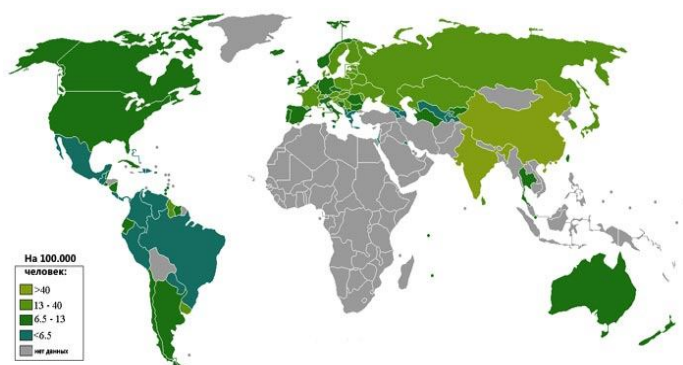 На 100.000
человек:
>40
13 - 40
6.5 - 13
<6.5
нет данных